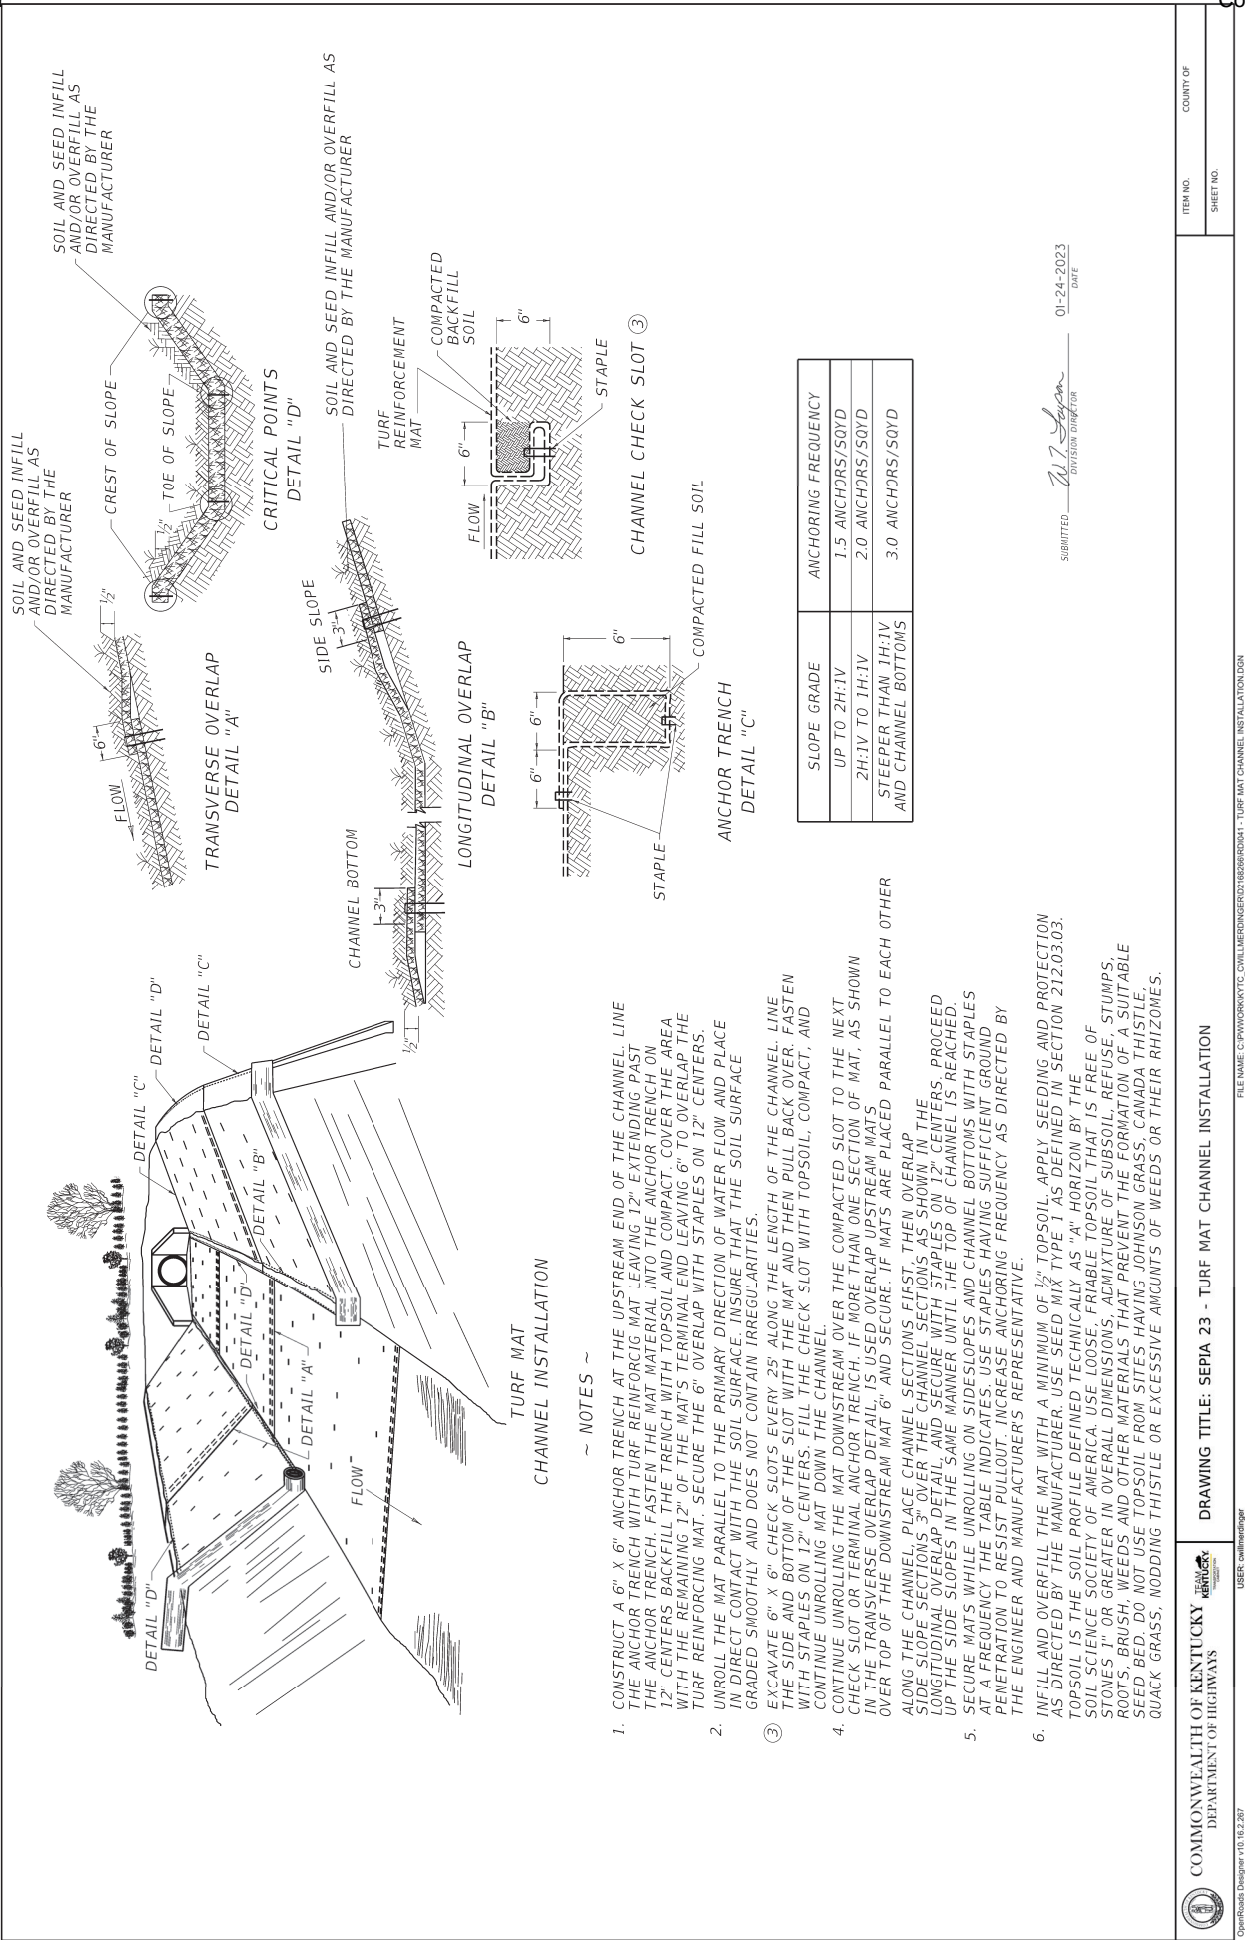 DETAIL "D"
DETAIL "C"
DETAIL "D"
DETAIL "C"
DETAIL "B"
DETAIL "D"
DETAIL "A"
FLOW
TURF MAT
CHANNEL INSTALLATION
~ NOTES ~
1. CONSTRUCT A 6" X 6" ANCHOR TRENCH AT THE UPSTREAM END OF THE CHANNEL. LINE
THE ANCHOR TRENCH WITH TURF REINFORCIG MAT LEAVING 12" EXTENDING PAST
THE ANCHOR TRENCH. FASTEN THE MAT MATERIAL INTO THE ANCHOR TRENCH ON
12" CENTERS BACKFILL THE TRENCH WITH TOPSOIL AND COMPACT. COVER THE AREA
WITH THE REMAINING 12" OF THE MAT'S TERMINAL END LEAVING 6" TO OVERLAP THE
TURF REINFORCING MAT. SECURE THE 6" OVERLAP WITH STAPLES ON 12" CENTERS.
2. UNROLL THE MAT PARALLEL TO THE PRIMARY DIRECTION OF WATER FLOW AND PLACE
IN DIRECT CONTACT WITH THE SOIL SURFACE. INSURE THAT THE SOIL SURFACE
GRADED SMOOTHLY AND DOES NOT CONTAIN IRREGULARITIES.
3 EXCAVATE 6" X 6" CHECK SLOTS EVERY 25' ALONG THE LENGTH OF THE CHANNEL. LINE
THE SIDE AND BOTTOM OF THE SLOT WITH THE MAT AND THEN PULL BACK OVER. FASTEN
WITH STAPLES ON 12" CENTERS. FILL THE CHECK SLOT WITH TOPSOIL, COMPACT, AND
CONTINUE UNROLLING MAT DOWN THE CHANNEL.
4. CONTINUE UNROLLING THE MAT DOWNSTREAM OVER THE COMPACTED SLOT TO THE NEXT
CHECK SLOT OR TERMINAL ANCHOR TRENCH. IF MORE THAN ONE SECTION OF MAT, AS SHOWN
IN THE TRANSVERSE OVERLAP DETAIL, IS USED OVERLAP UPSTREAM MATS
OVER TOP OF THE DOWNSTREAM MAT 6" AND SECURE. IF MATS ARE PLACED PARALLEL TO EACH OTHER
ALONG THE CHANNEL, PLACE CHANNEL SECTIONS FIRST, THEN OVERLAP
SIDE SLOPE SECTIONS 3" OVER THE CHANNEL SECTIONS AS SHOWN IN THE
LONGITUDINAL OVERLAP DETAIL, AND SECURE WITH STAPLES ON 12" CENTERS. PROCEED
UP THE SIDE SLOPES IN THE SAME MANNER UNTIL THE TOP OF CHANNEL IS REACHED.
5. SECURE MATS WHILE UNROLLING ON SIDESLOPES AND CHANNEL BOTTOMS WITH STAPLES
AT A FREQUENCY THE TABLE INDICATES. USE STAPLES HAVING SUFFICIENT GROUND
PENETRATION TO RESIST PULLOUT. INCREASE ANCHORING FREQUENCY AS DIRECTED BY
THE ENGINEER AND MANUFACTURERS REPRESENTATIVE.
6. INFILL AND OVERFILL THE MAT WITH A MINIMUM OF ½" TOPSOIL. APPLY SEEDING AND PROTECTION
AS DIRECTED BY THE MANUFACTURER. USE SEED MIX TYPE 1 AS DEFINED IN SECTION 212.03.03.
TOPSOIL IS THE SOIL PROFILE DEFINED TECHNICALLY AS "A" HORIZON BY THE
SOIL SCIENCE SOCIETY OF AMERICA. USE LOOSE, FRIABLE TOPSOIL THAT IS FREE OF
STONES 1" OR GREATER IN OVERALL DIMENSIONS, ADMIXTURE OF SUBSOIL, REFUSE, STUMPS,
ROOTS, BRUSH, WEEDS AND OTHER MATERIALS THAT PREVENT THE FORMATION OF A SUITABLE
SEED BED. DO NOT USE TOPSOIL FROM SITES HAVING JOHNSON GRASS, CANADA THISTLE,
QUACK GRASS, NODDING THISTLE OR EXCESSIVE AMOUNTS OF WEEDS OR THEIR RHIZOMES.
SOIL AND SEED INFILL
AND/OR OVERFILL AS
DIRECTED BY THE
MANUFACTURER
FLOW
6"
½"
TRANSVERSE OVERLAP
DETAIL "A"
SOIL AND SEED INFILL
AND/OR OVERFILL AS
DIRECTED BY THE
MANUFACTURER
CREST OF SLOPE
TOE OF SLOPE
½"
CRITICAL POINTS
DETAIL "D"
SOIL AND SEED INFILL AND/OR OVERFILL AS
DIRECTED BY THE MANUFACTURER
CHANNEL BOTTOM
3"
½"
SIDE SLOPE
3"
LONGITUDINAL OVERLAP
DETAIL "B"
TURF
REINFORCEMENT
MAT
COMPACTED
BACKFILL
SOIL
FLOW
6"
6"
STAPLE
CHANNEL CHECK SLOT 3
6"
6"
6"
STAPLE
COMPACTED FILL SOIL
ANCHOR TRENCH
DETAIL "C"
SLOPE GRADE ANCHORING FREQUENCY
UP TO 2H:1V 1.5 ANCHORS/SQYD
2H:1V TO 1H:1V 2.0 ANCHORS/SQYD
STEEPER THAN 1H:1V
AND CHANNEL BOTTOMS 3.0 ANCHORS/SQYD
SUBMITTED
DIVISION DIRECTOR
01-24-2023
DATE
COMMONWEALTH OF KENTUCKY
DEPARTMENT OF HIGHWAYS
TEAM
KENTUCKY
DRAWING TITLE: SEPIA 23 - TURF MAT CHANNEL INSTALLATION
ITEM NO.
COUNTY OF
SHEET NO.
OpenRoads Designer v10.16.2.267
USER: cwillmerdinger
FILE NAME: C:\PWWORK\KYTC_CWILLMERDINGER\D2168266\RDI041 - TURF MAT CHANNEL INSTALLATION.DGN